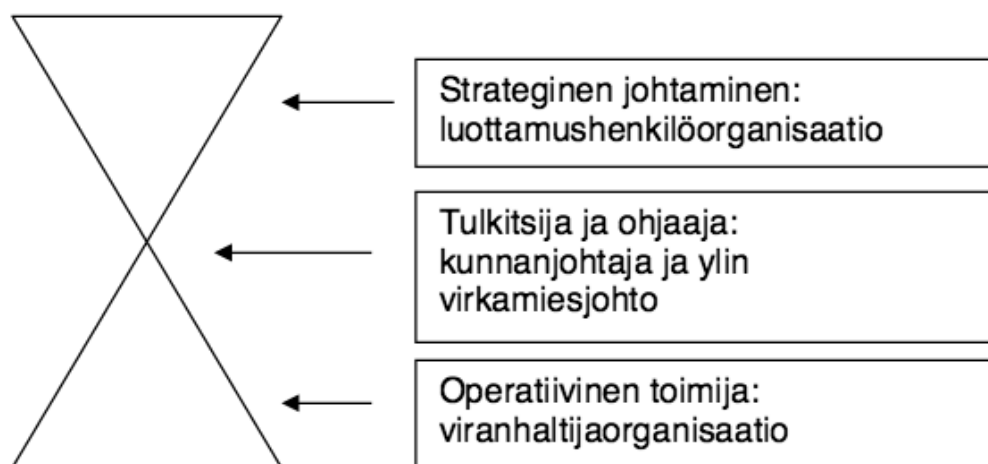 Strateginen johtaminen:
luottamushenkilöorganisaatio
Tulkitsija ja ohjaaja:
kunnanjohtaja ja ylin
virkamiesjohto
Operatiivinen toimija:
viranhaltijaorganisaatio